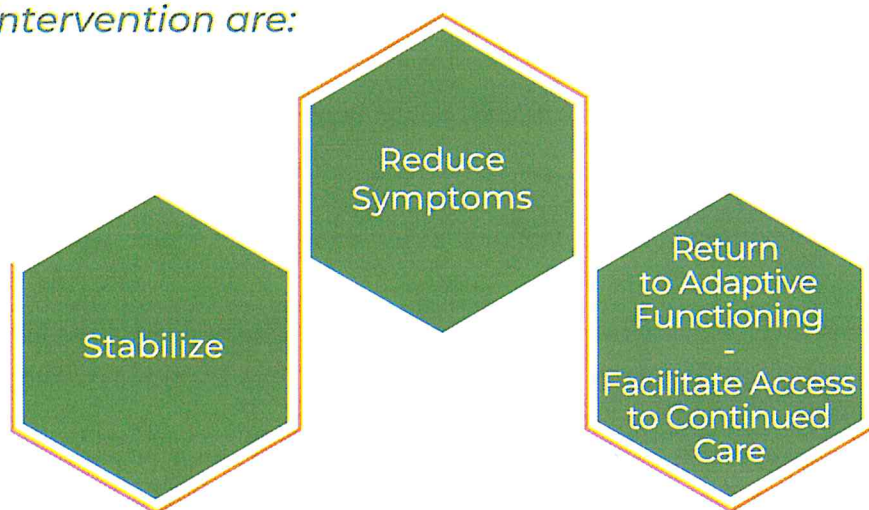 ntervention are:
Stabilize
Reduce
Symptoms
Return
to Adaptive
Functioning
-
Facilitate Access
to Continued
Care